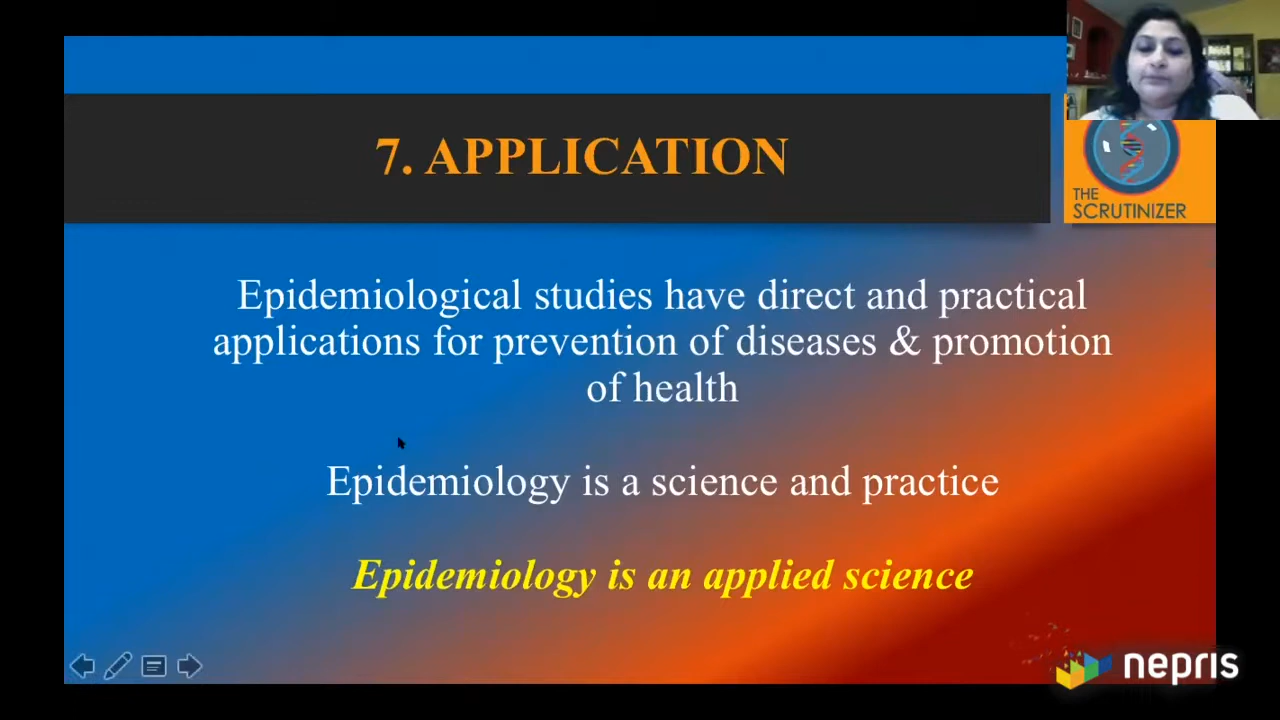 7. APPLICATION
THE
SCRUTINIZER
Epidemiological studies have direct and practical
applications for prevention of diseases & promotion
of health
Epidemiology is a science and practice
Epidemiology is an applied science
nepris